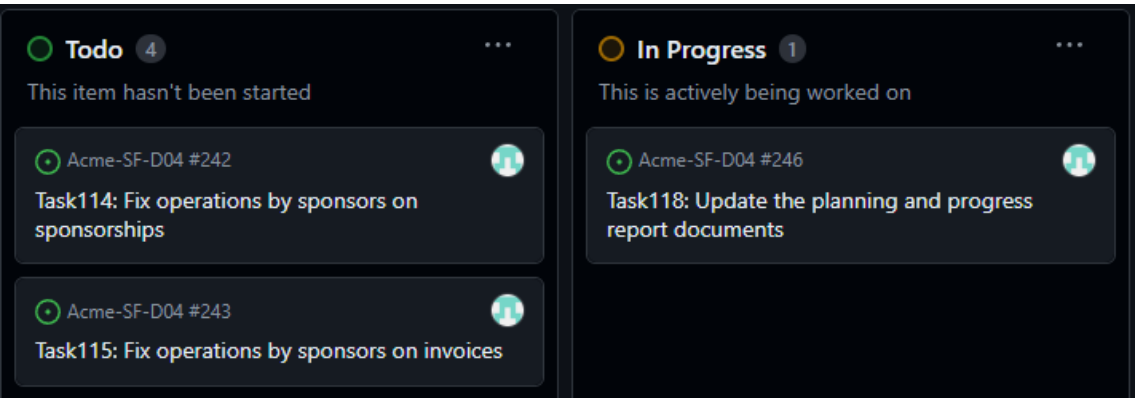 Todo 4
This item hasn't been started
Acme-SF-D04 #242
Task114: Fix operations by sponsors on
sponsorships
Acme-SF-D04 #243
Task115: Fix operations by sponsors on invoices
In Progress 1
This is actively being worked on
Acme-SF-D04 #246
Task118: Update the planning and progress
report documents